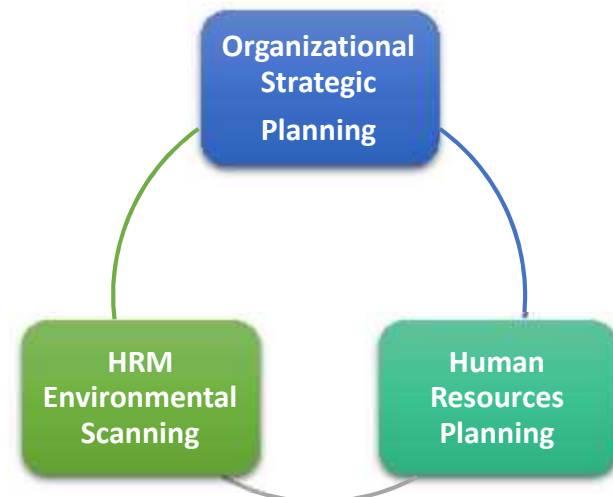 Organizational
Strategic
Planning
HRM
Environmental
Scanning
Human
Resources
Planning